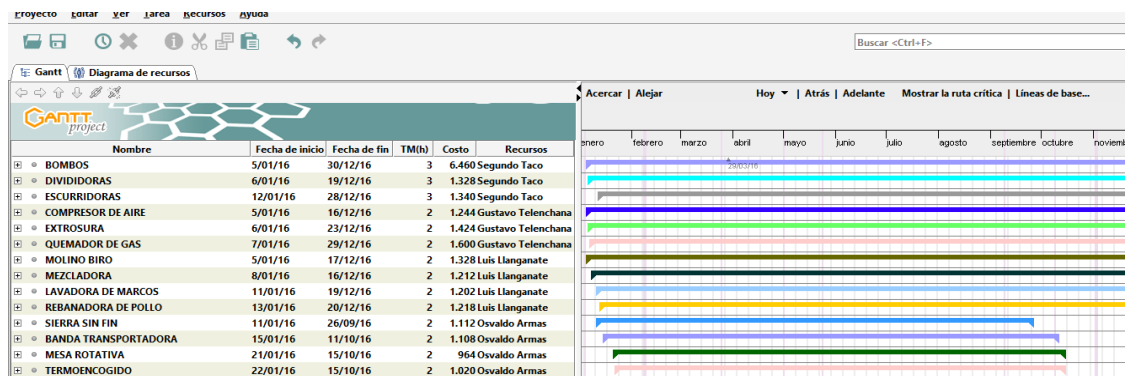 Proyecto Editar Ver Tarea Recursos Ayuda
Buscar <Ctrl+F>
Gantt Diagrama de recursos
Acercar | Alejar Hoy | Atrás | Adelante Mostrar la ruta crítica | Líneas de base...
GANTT
project
enero febrero marzo abril mayo junio julio agosto septiembre octubre noviemb
Nombre Fecha de inicio Fecha de fin TM(h) Costo Recursos
29/03/16
BOMBOS 5/01/16 30/12/16 3 6.460 Segundo Taco
DIVIDIDORAS 6/01/16 19/12/16 3 1.328 Segundo Taco
ESCURRIDORAS 12/01/16 28/12/16 3 1.340 Segundo Taco
COMPRESOR DE AIRE 5/01/16 16/12/16 2 1.244 Gustavo Telenchana
EXTROSURA 6/01/16 23/12/16 2 1.424 Gustavo Telenchana
QUEMADOR DE GAS 7/01/16 29/12/16 2 1.600 Gustavo Telenchana
MOLINO BIRO 5/01/16 17/12/16 2 1.328 Luis Llanganate
MEZCLADORA 8/01/16 16/12/16 2 1.212 Luis Llanganate
LAVADORA DE MARCOS 11/01/16 19/12/16 2 1.202 Luis Llanganate
REBANADORA DE POLLO 13/01/16 20/12/16 2 1.218 Luis Llanganate
SIERRA SIN FIN 11/01/16 26/09/16 2 1.112 Osvaldo Armas
BANDA TRANSPORTADORA 15/01/16 11/10/16 2 1.108 Osvaldo Armas
MESA ROTATIVA 21/01/16 15/10/16 2 964 Osvaldo Armas
TERMOENCOGIDO 22/01/16 15/10/16 2 1.020 Osvaldo Armas